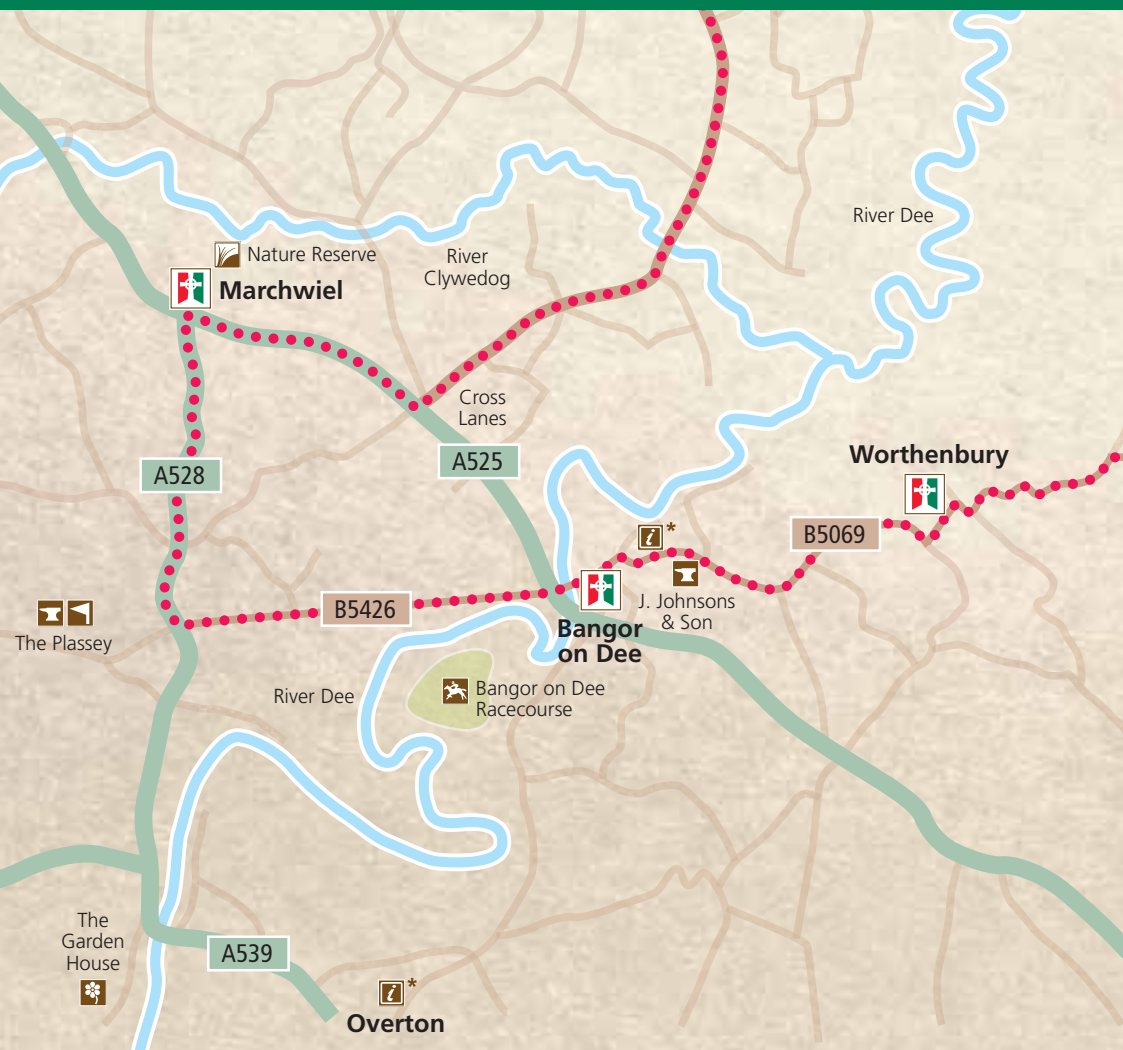 River Dee
Nature Reserve
River
Clywedog
Marchwiel
Cross
Lanes
A525
A528
Worthenbury
i*
B5069
B5426
J. Johnsons
& Son
The Plassey
Bangor
on Dee
River Dee
Bangor on Dee
Racecourse
The
Garden
House
A539
i*
Overton